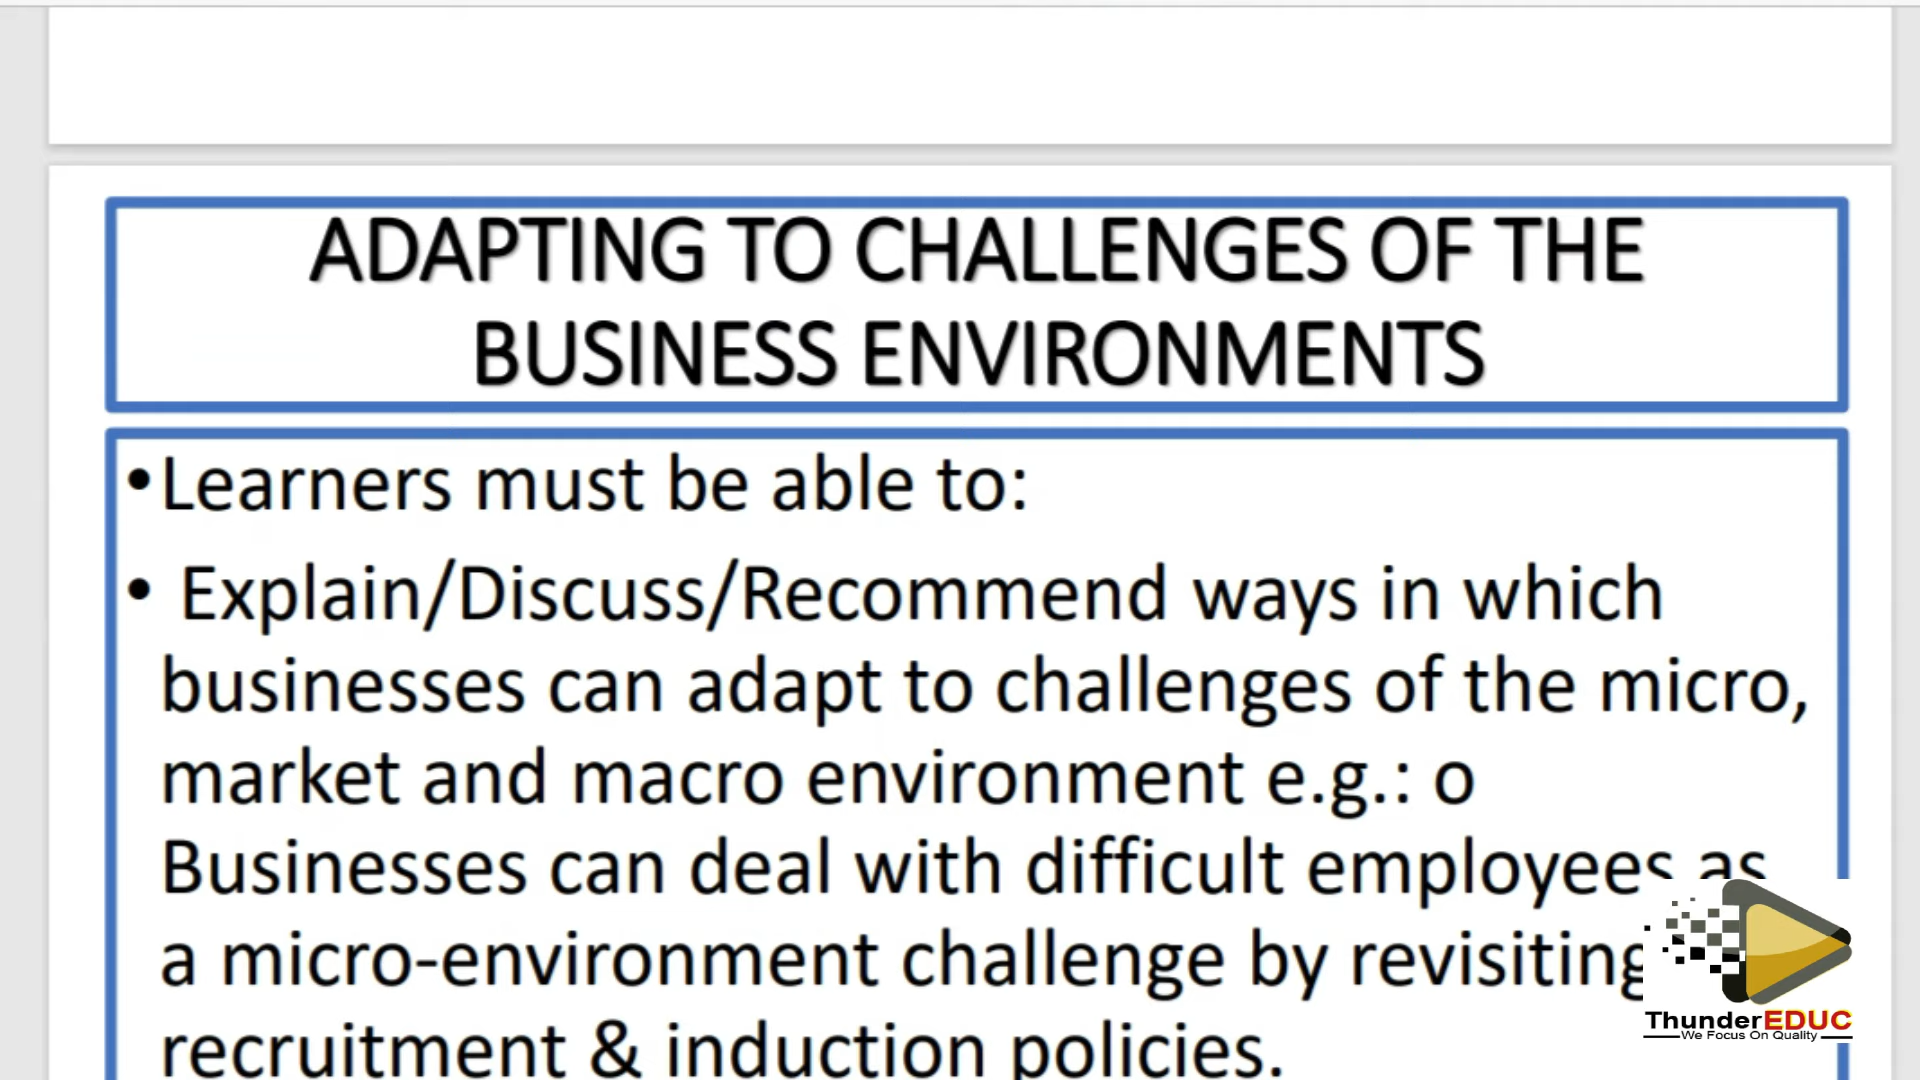 ADAPTING TO CHALLENGES OF THE
BUSINESS ENVIRONMENTS
•Learners must be able to:
• Explain/Discuss/Recommend ways in which
businesses can adapt to challenges of the micro,
market and macro environment e.g.: o
Businesses can deal with difficult employees as
a micro-environment challenge by revisiting
recruitment & induction policies.
ThunderEDUC
We Focus On Quality